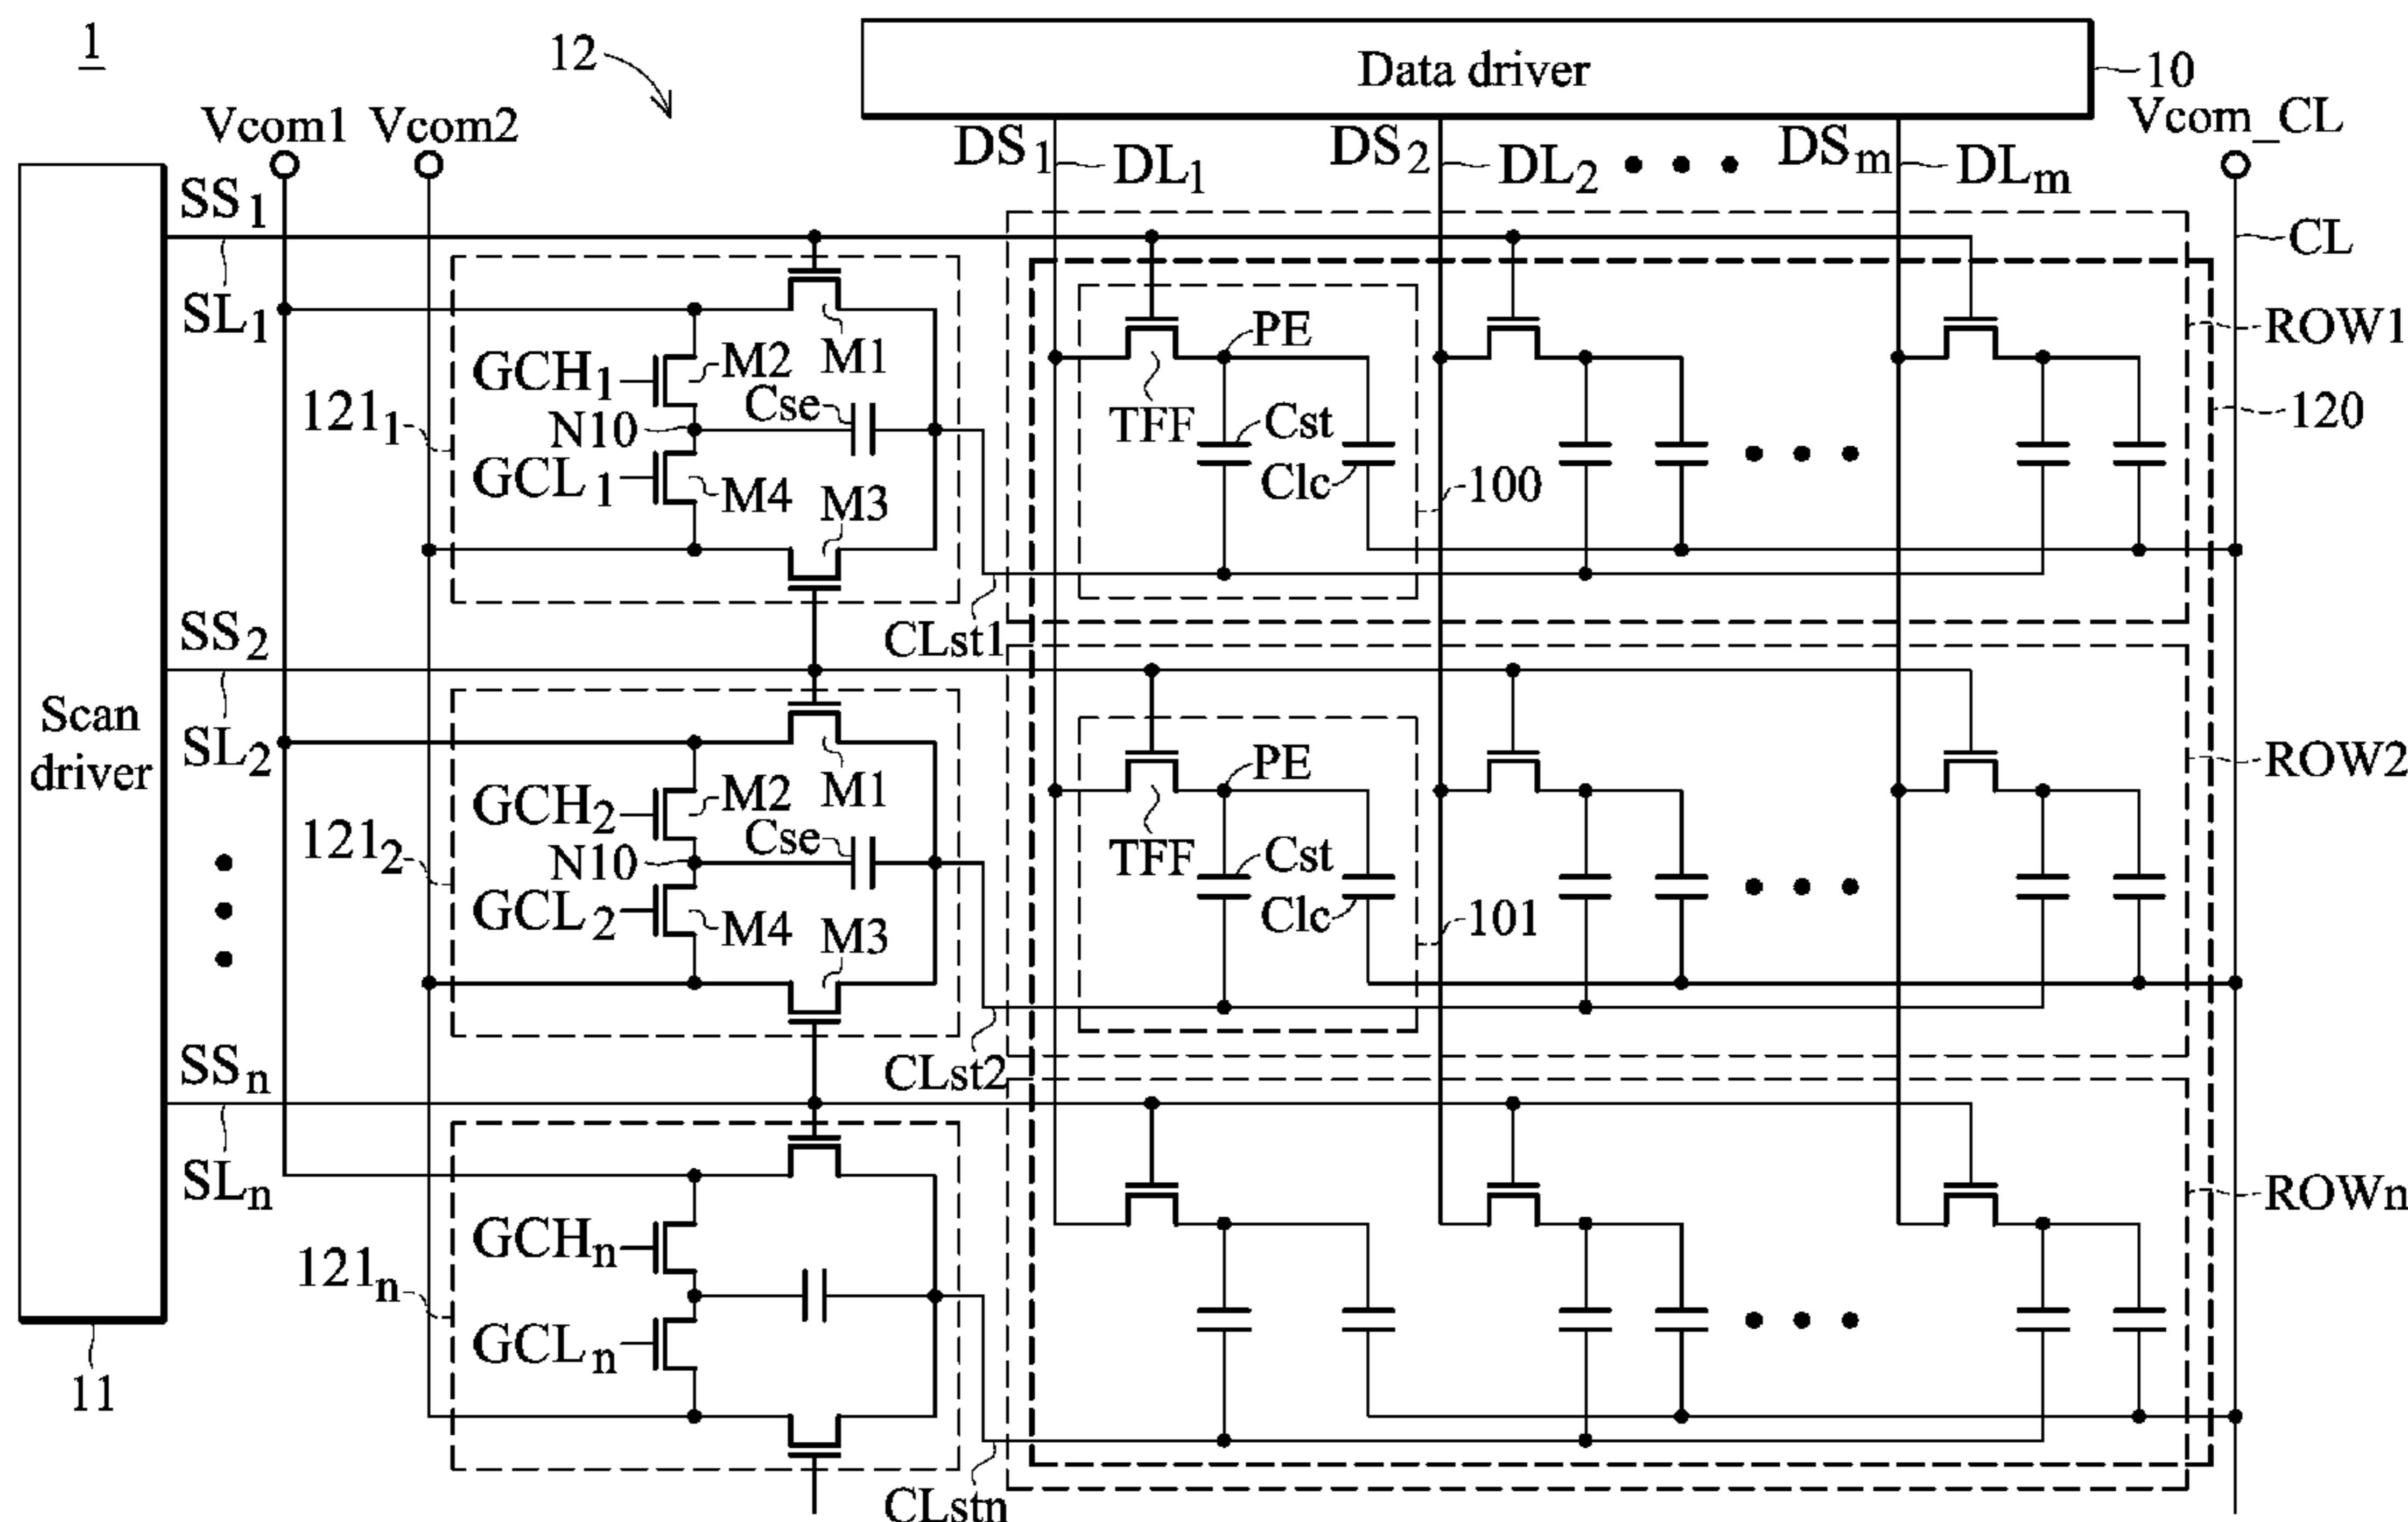 1
12
Data driver
10
Vcom1
Vcom2
Vcom_CL
DS1
DL1
DS2
DL2
DSm
DLm
SS1
SL1
CL
ROW1
120
GCH1
M2
M1
PE
TFF
1211
N10
Cse
Cst
Clc
100
GCL1
M4
M3
CLst1
SS2
SL2
Scan
driver
GCH2
M2
M1
PE
TFF
ROW2
1212
N10
Cse
Cst
Clc
101
GCL2
M4
M3
CLst2
SSn
SLn
GCHn
121n
GCLn
ROWn
11
CLstn